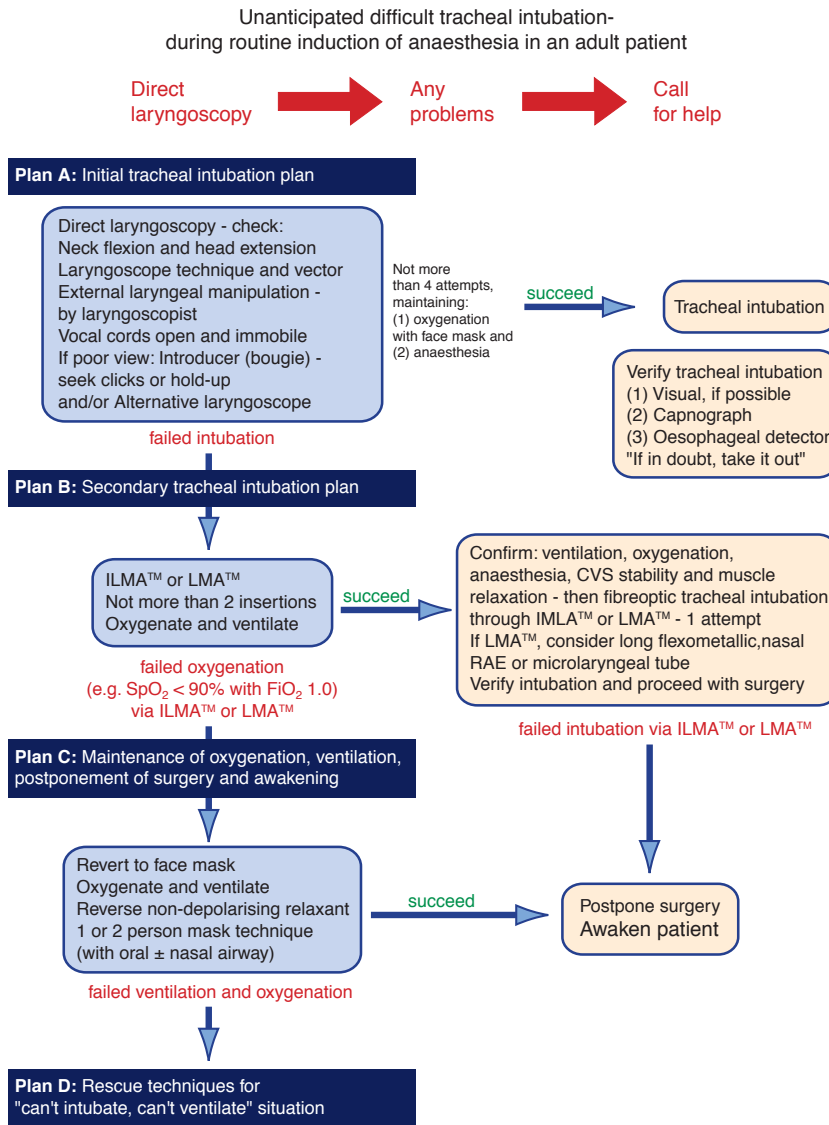 Unanticipated difficult tracheal intubation-
during routine induction of anaesthesia in an adult patient
Direct
laryngoscopy
Any
problems
Call
for help
Plan A: Initial tracheal intubation plan
Direct laryngoscopy - check:
Neck flexion and head extension
Laryngoscope technique and vector
External laryngeal manipulation -
by laryngoscopist
Vocal cords open and immobile
If poor view: Introducer (bougie) -
seek clicks or hold-up
and/or Alternative laryngoscope
Not more
than 4 attempts,
maintaining:
(1) oxygenation
with face mask and
(2) anaesthesia
succeed
Tracheal intubation
Verify tracheal intubation
(1) Visual, if possible
(2) Capnograph
(3) Oesophageal detector
"If in doubt, take it out"
failed intubation
Plan B: Secondary tracheal intubation plan
ILMA™ or LMA™
Not more than 2 insertions
Oxygenate and ventilate
succeed
Confirm: ventilation, oxygenation,
anaesthesia, CVS stability and muscle
relaxation - then fibreoptic tracheal intubation
through IMLA™ or LMA™ - 1 attempt
If LMA™, consider long flexometallic,nasal
RAE or microlaryngeal tube
Verify intubation and proceed with surgery
failed oxygenation
(e.g. SpO₂ < 90% with FiO₂ 1.0)
via ILMA™ or LMA™
failed intubation via ILMA™ or LMA™
Plan C: Maintenance of oxygenation, ventilation,
postponement of surgery and awakening
Revert to face mask
Oxygenate and ventilate
Reverse non-depolarising relaxant
1 or 2 person mask technique
(with oral ± nasal airway)
succeed
Postpone surgery
Awaken patient
failed ventilation and oxygenation
Plan D: Rescue techniques for
"can't intubate, can't ventilate" situation